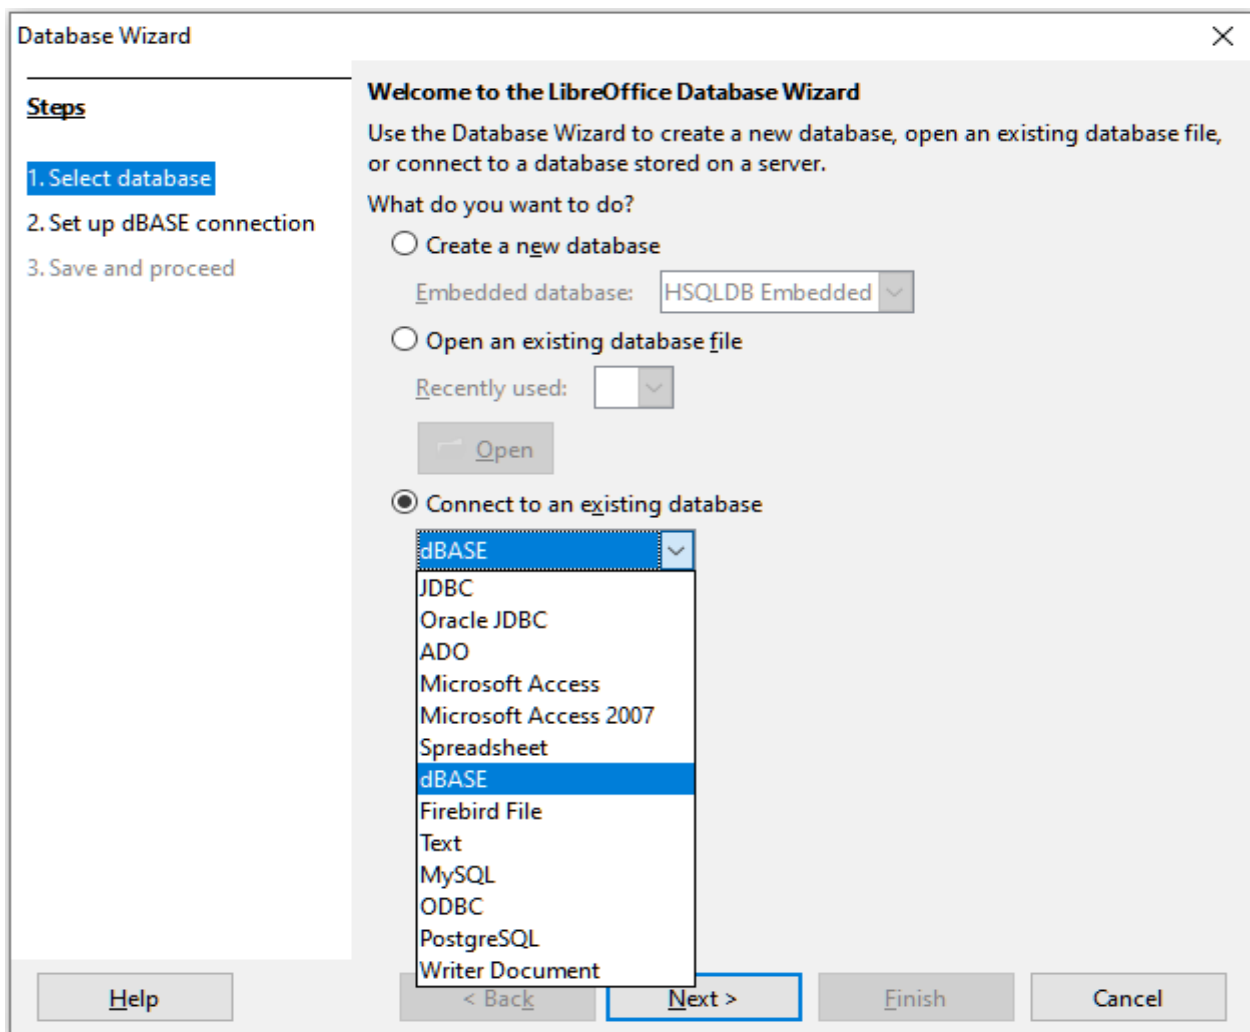 Database Wizard
Steps
1. Select database
2. Set up dBASE connection
3. Save and proceed
Welcome to the LibreOffice Database Wizard
Use the Database Wizard to create a new database, open an existing database file,
or connect to a database stored on a server.
What do you want to do?
Create a new database
Embedded database: HSQLDB Embedded
Open an existing database file
Recently used:
Open
Connect to an existing database
dBASE
JDBC
Oracle JDBC
ADO
Microsoft Access
Microsoft Access 2007
Spreadsheet
dBASE
Firebird File
Text
MySQL
ODBC
PostgreSQL
Writer Document
Help < Back Next > Finish Cancel